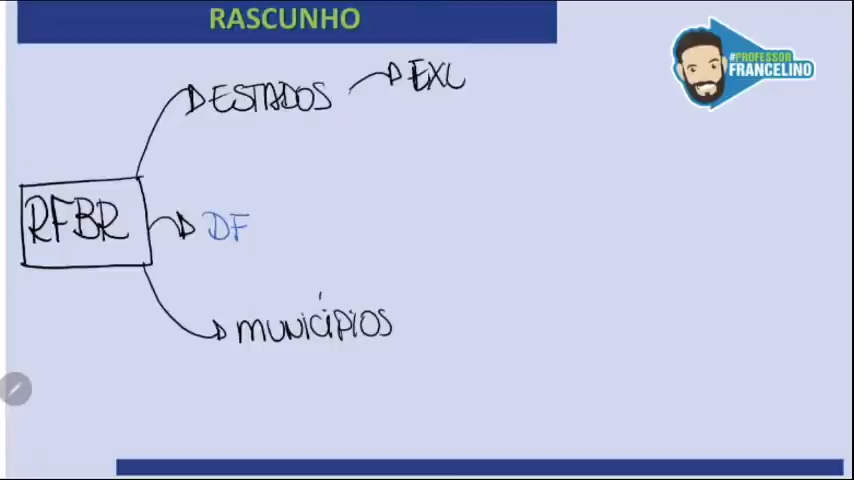 RASCUNHO
#PROFESSOR
FRANCELINO
ESTADOS EXC
RFBR
DF
MUNICÍPIOS